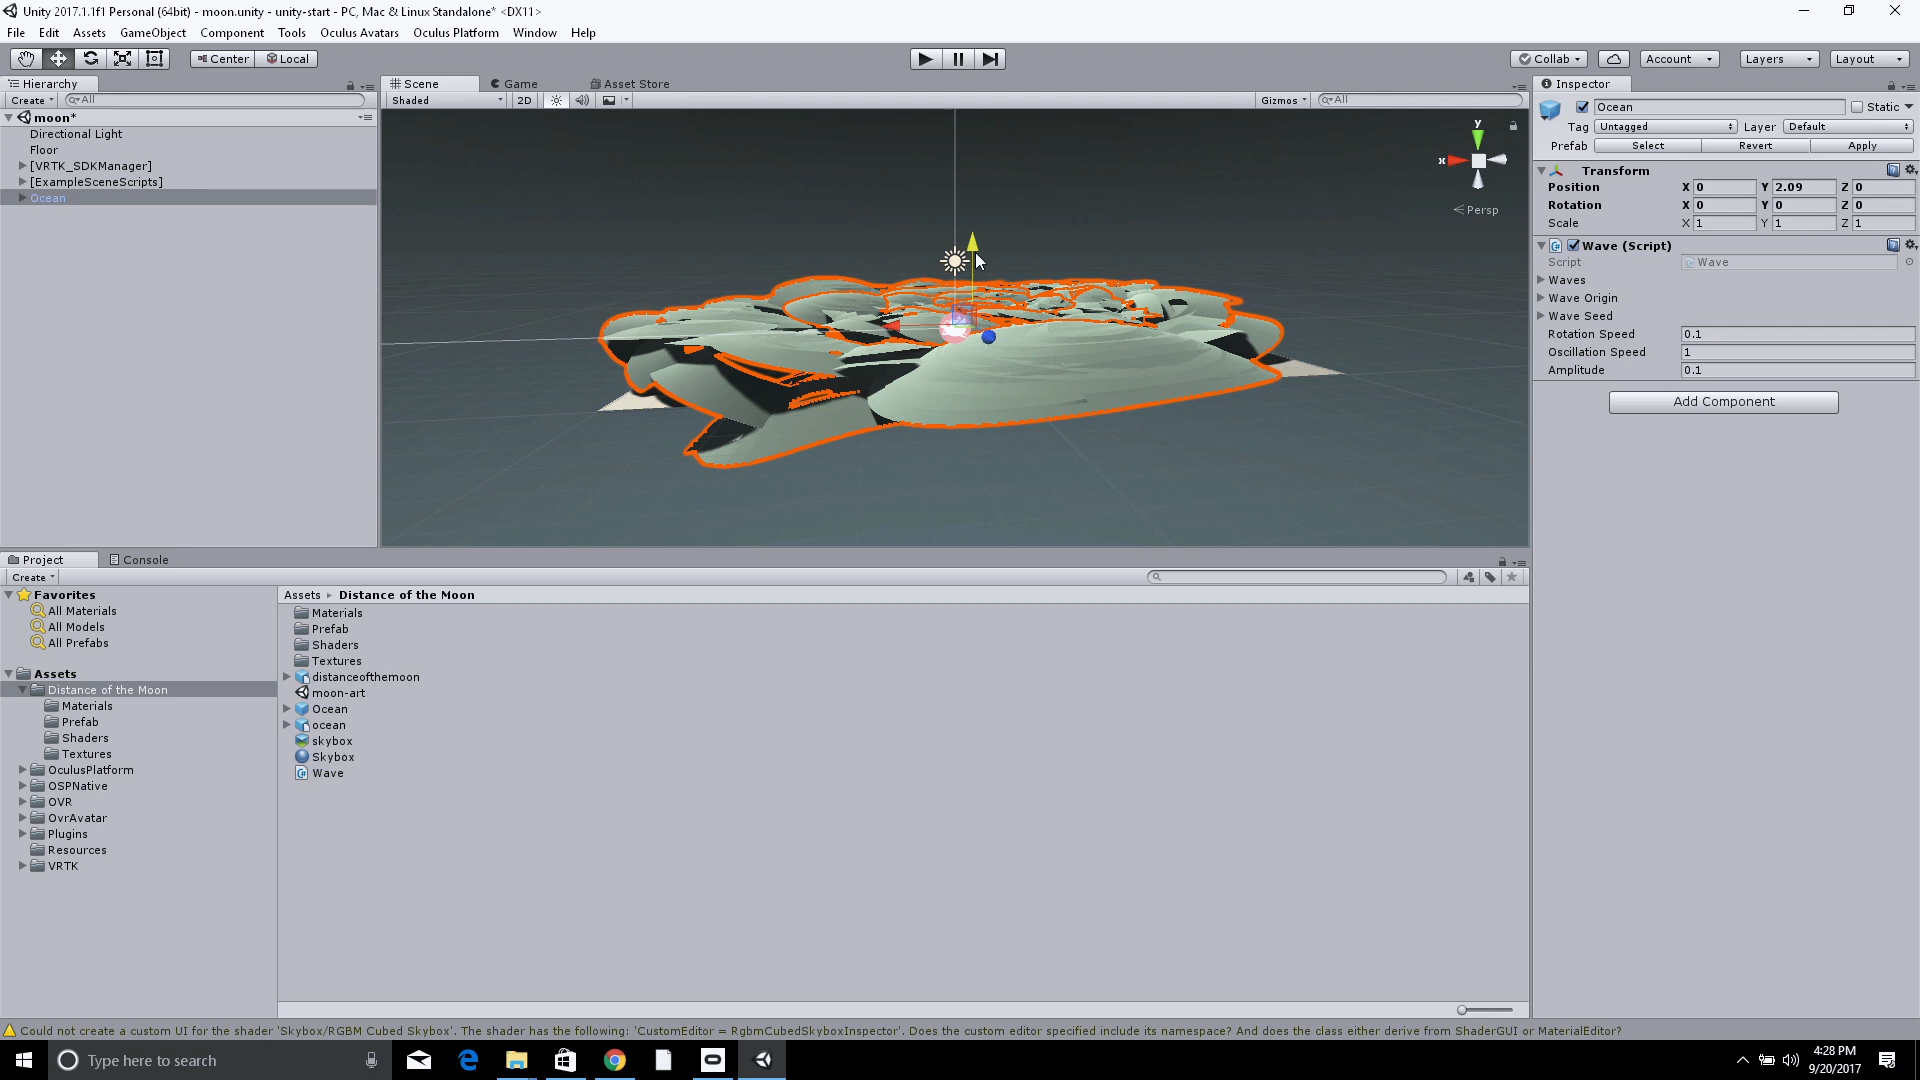 Unity 2017.1.1f1 Personal (64bit) - moon.unity - unity-start - PC, Mac & Linux Standalone* <DX11>
File Edit Assets GameObject Component Tools Oculus Avatars Oculus Platform Window Help
Center Local Collab Account Layers Layout
Hierarchy Scene Game Asset Store Inspector
Create All Shaded 2D Gizmos All
Ocean Static
moon*
Directional Light
Tag Untagged Layer Default
Floor
Prefab Select Revert Apply
[VRTK_SDKManager]
[ExampleSceneScripts]
Ocean
y
x
Persp
Transform
Position X 0 Y 2.09 Z 0
Rotation X 0 Y 0 Z 0
Scale X 1 Y 1 Z 1
Wave (Script)
Script Wave
Waves
Wave Origin
Wave Seed
Rotation Speed 0.1
Oscillation Speed 1
Amplitude 0.1
Add Component
Project Console
Create
Favorites
All Materials
All Models
All Prefabs
Assets
Distance of the Moon
Materials
Prefab
Shaders
Textures
OculusPlatform
OSPNative
OVR
OvrAvatar
Plugins
Resources
VRTK
Assets Distance of the Moon
Materials
Prefab
Shaders
Textures
distanceofthemoon
moon-art
Ocean
ocean
skybox
Skybox
Wave
Could not create a custom UI for the shader 'Skybox/RGBM Cubed Skybox'. The shader has the following: 'CustomEditor = RgbmCubedSkyboxInspector'. Does the custom editor specified include its namespace? And does the class either derive from ShaderGUI or MaterialEditor?
Type here to search
4:28 PM
9/20/2017